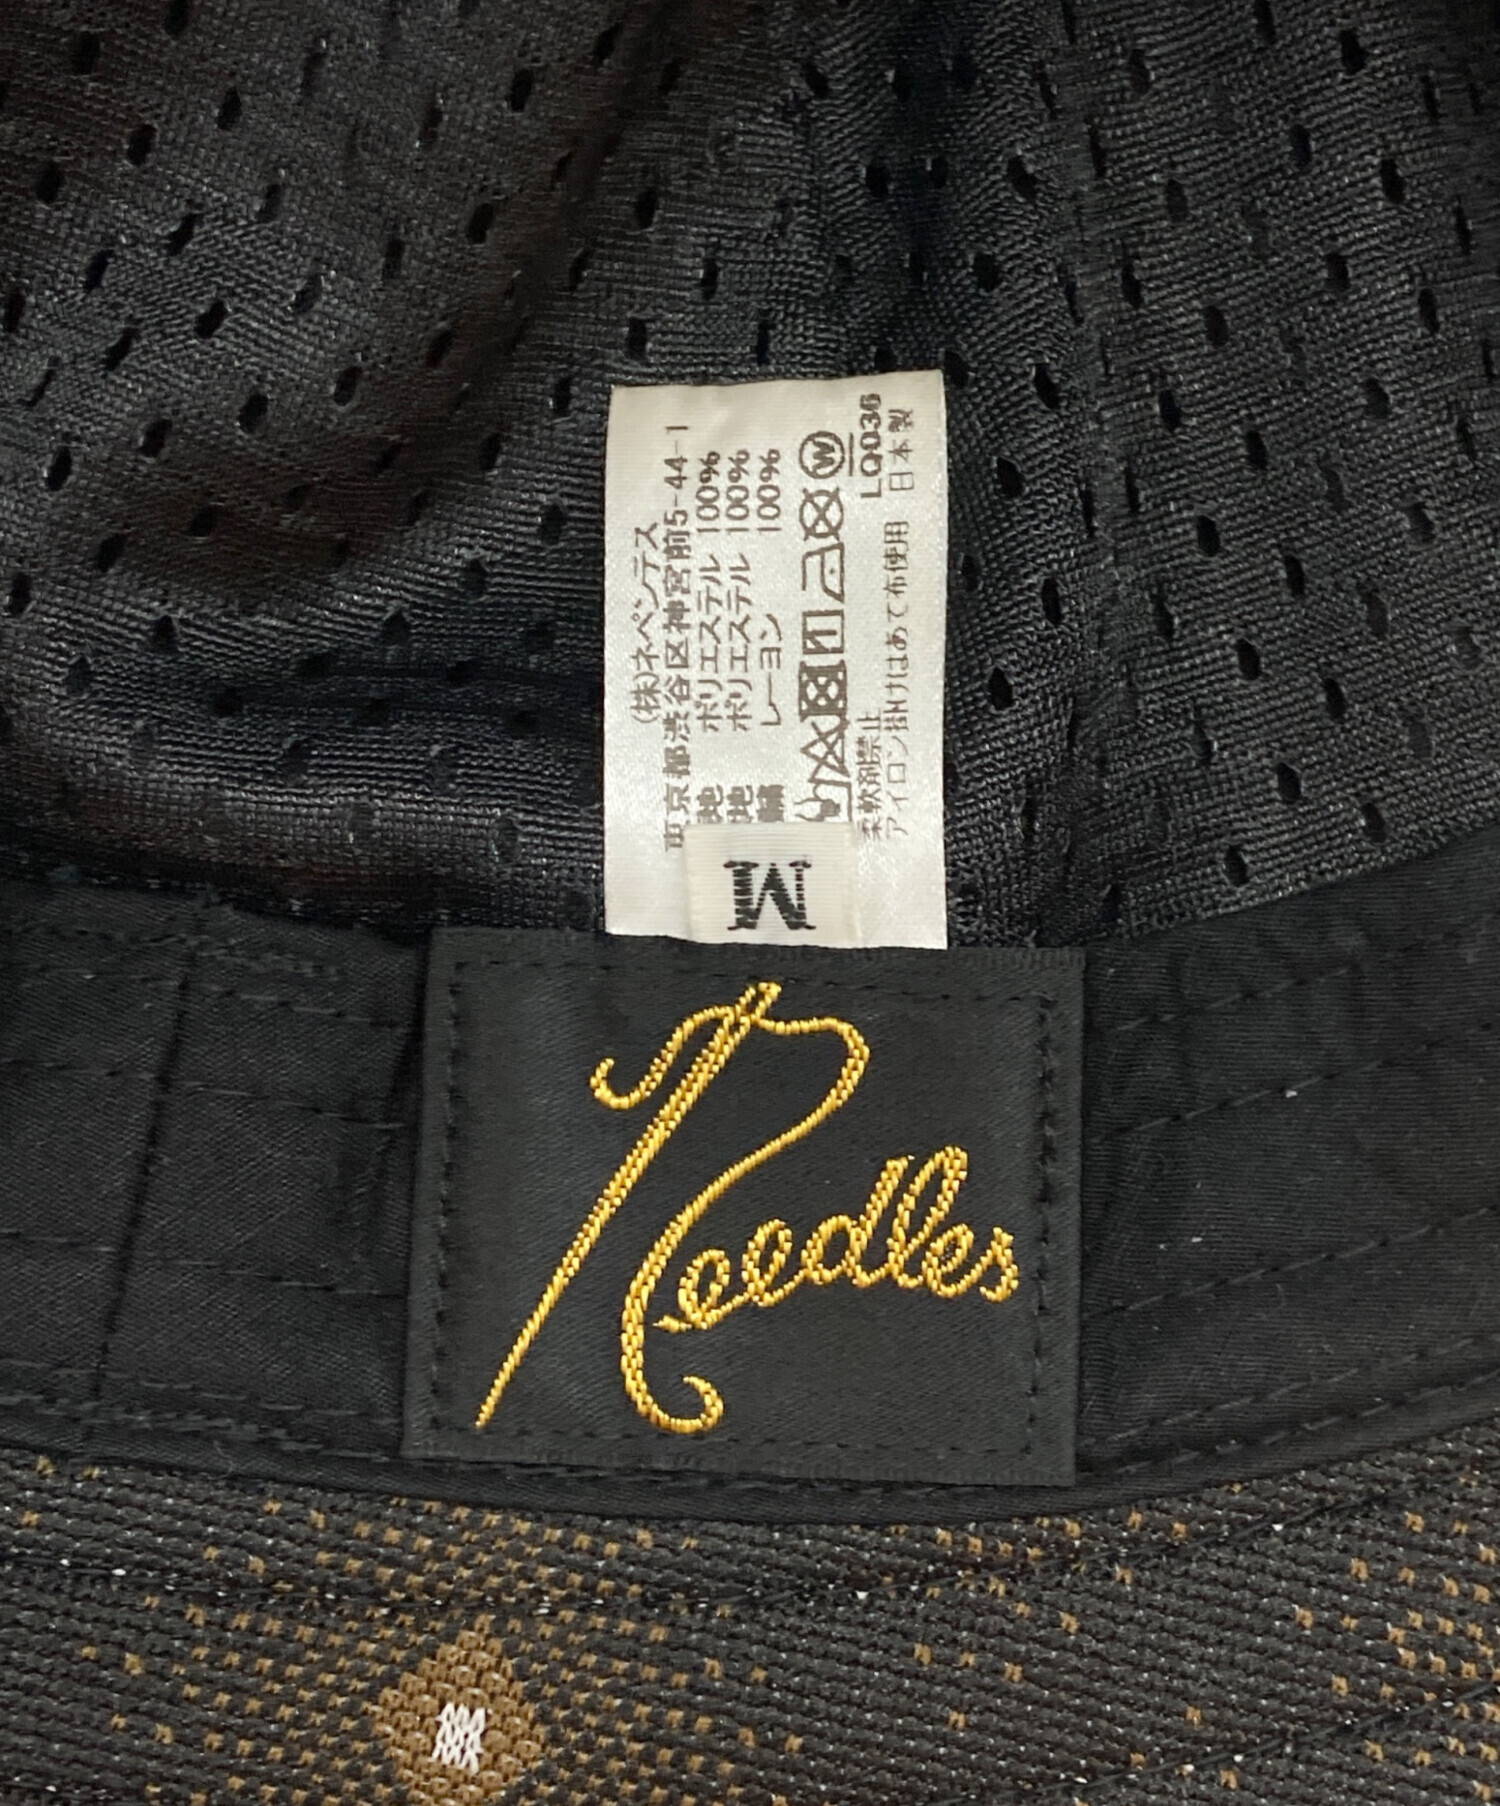 (株)ネペンテス
東京都渋谷区神宮前5-44-1
地 ポリエステル 100%
地 ポリエステル 100%
レーヨン 100%
W
柔軟剤禁止
アイロン掛けはあて布使用
LQ036
日本製
M
Needles